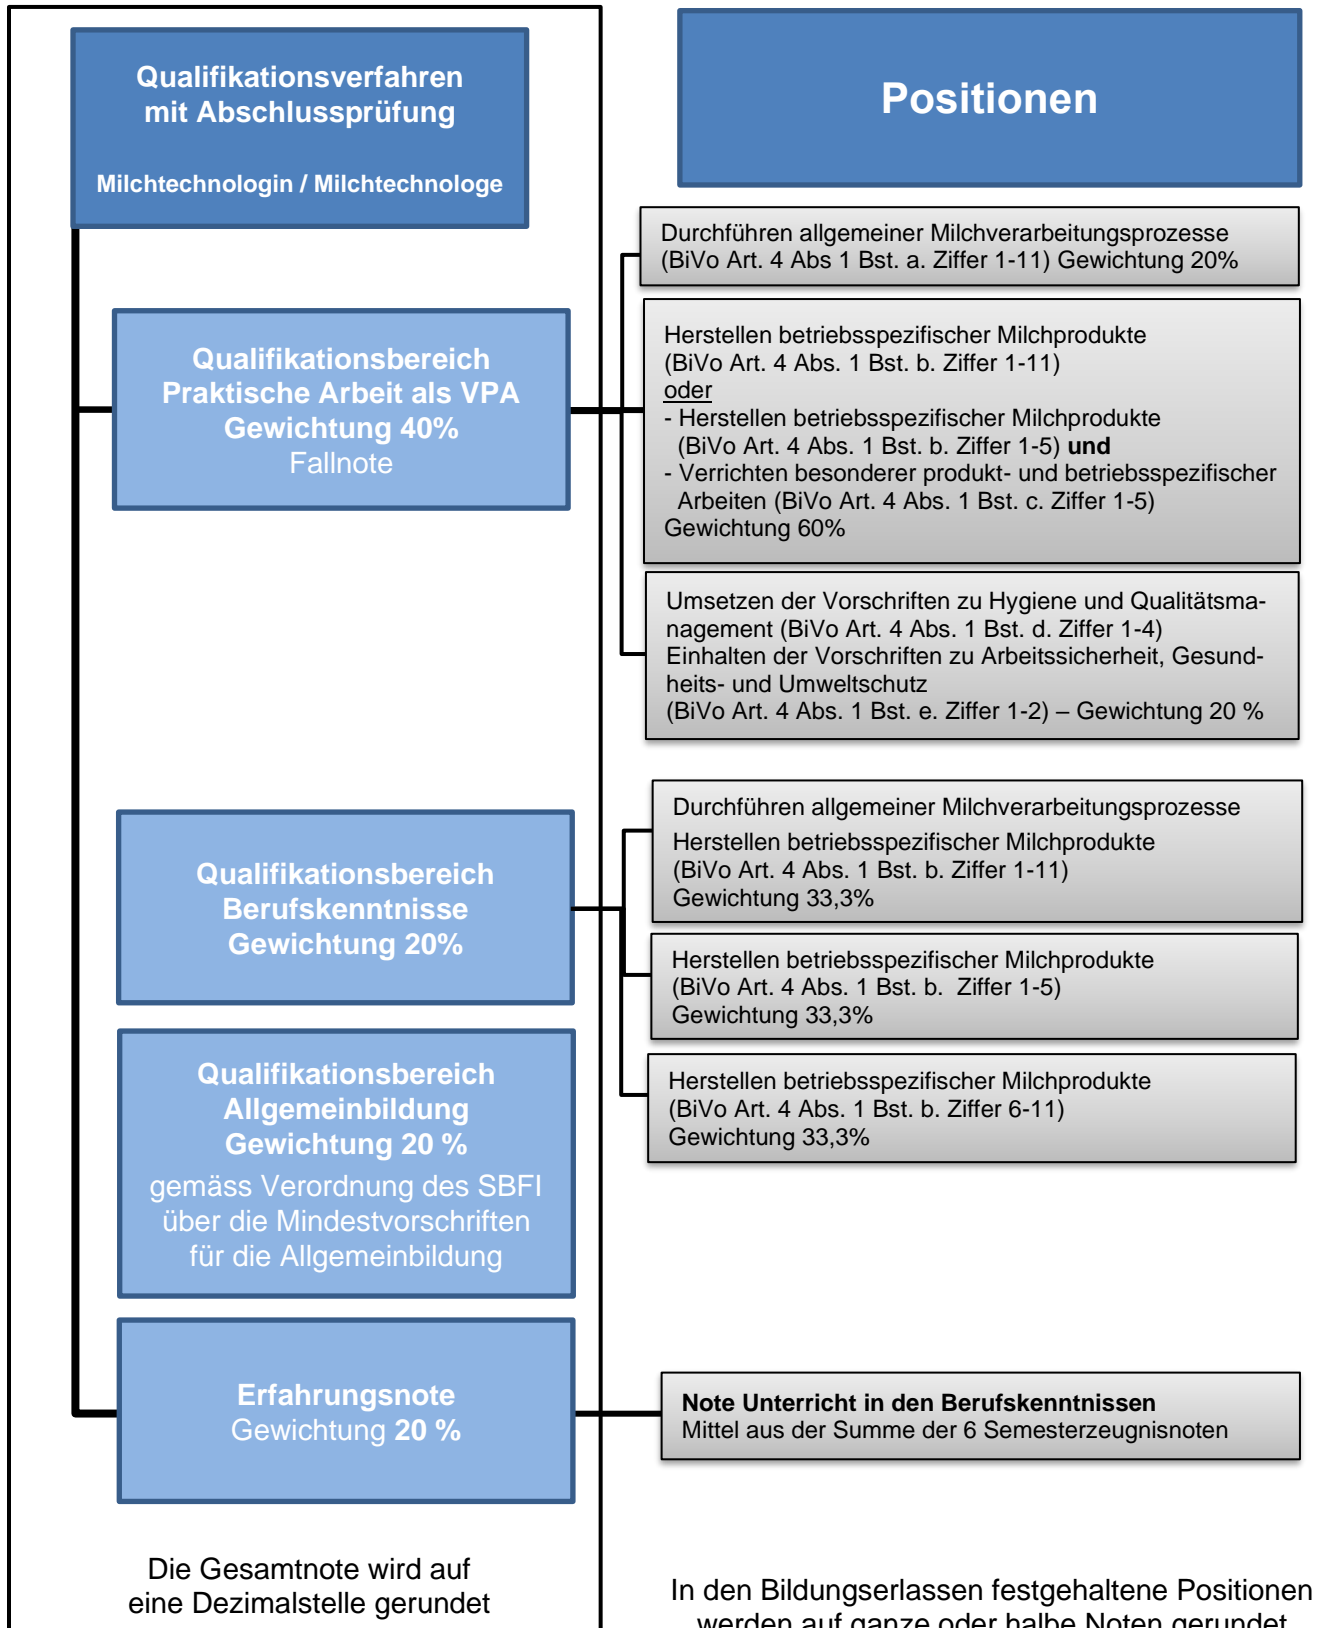 Qualifikationsverfahren
mit Abschlussprüfung
Milchtechnologin / Milchtechnologe
Positionen
Durchführen allgemeiner Milchverarbeitungsprozesse
(BiVo Art. 4 Abs 1 Bst. a. Ziffer 1-11) Gewichtung 20%
Qualifikationsbereich
Praktische Arbeit als VPA
Gewichtung 40%
Fallnote
Herstellen betriebsspezifischer Milchprodukte
(BiVo Art. 4 Abs. 1 Bst. b. Ziffer 1-11)
oder
- Herstellen betriebsspezifischer Milchprodukte
(BiVo Art. 4 Abs. 1 Bst. b. Ziffer 1-5) und
- Verrichten besonderer produkt- und betriebsspezifischer
Arbeiten (BiVo Art. 4 Abs. 1 Bst. c. Ziffer 1-5)
Gewichtung 60%
Umsetzen der Vorschriften zu Hygiene und Qualitätsma-
nagement (BiVo Art. 4 Abs. 1 Bst. d. Ziffer 1-4)
Einhalten der Vorschriften zu Arbeitssicherheit, Gesund-
heits- und Umweltschutz
(BiVo Art. 4 Abs. 1 Bst. e. Ziffer 1-2) – Gewichtung 20 %
Qualifikationsbereich
Berufskenntnisse
Gewichtung 20%
Durchführen allgemeiner Milchverarbeitungsprozesse
Herstellen betriebsspezifischer Milchprodukte
(BiVo Art. 4 Abs. 1 Bst. b. Ziffer 1-11)
Gewichtung 33,3%
Herstellen betriebsspezifischer Milchprodukte
(BiVo Art. 4 Abs. 1 Bst. b. Ziffer 1-5)
Gewichtung 33,3%
Herstellen betriebsspezifischer Milchprodukte
(BiVo Art. 4 Abs. 1 Bst. b. Ziffer 6-11)
Gewichtung 33,3%
Qualifikationsbereich
Allgemeinbildung
Gewichtung 20 %
gemäss Verordnung des SBFI
über die Mindestvorschriften
für die Allgemeinbildung
Erfahrungsnote
Gewichtung 20 %
Note Unterricht in den Berufskenntnissen
Mittel aus der Summe der 6 Semesterzeugnisnoten
Die Gesamtnote wird auf
eine Dezimalstelle gerundet
In den Bildungserlassen festgehaltene Positionen
werden auf ganze oder halbe Noten gerundet